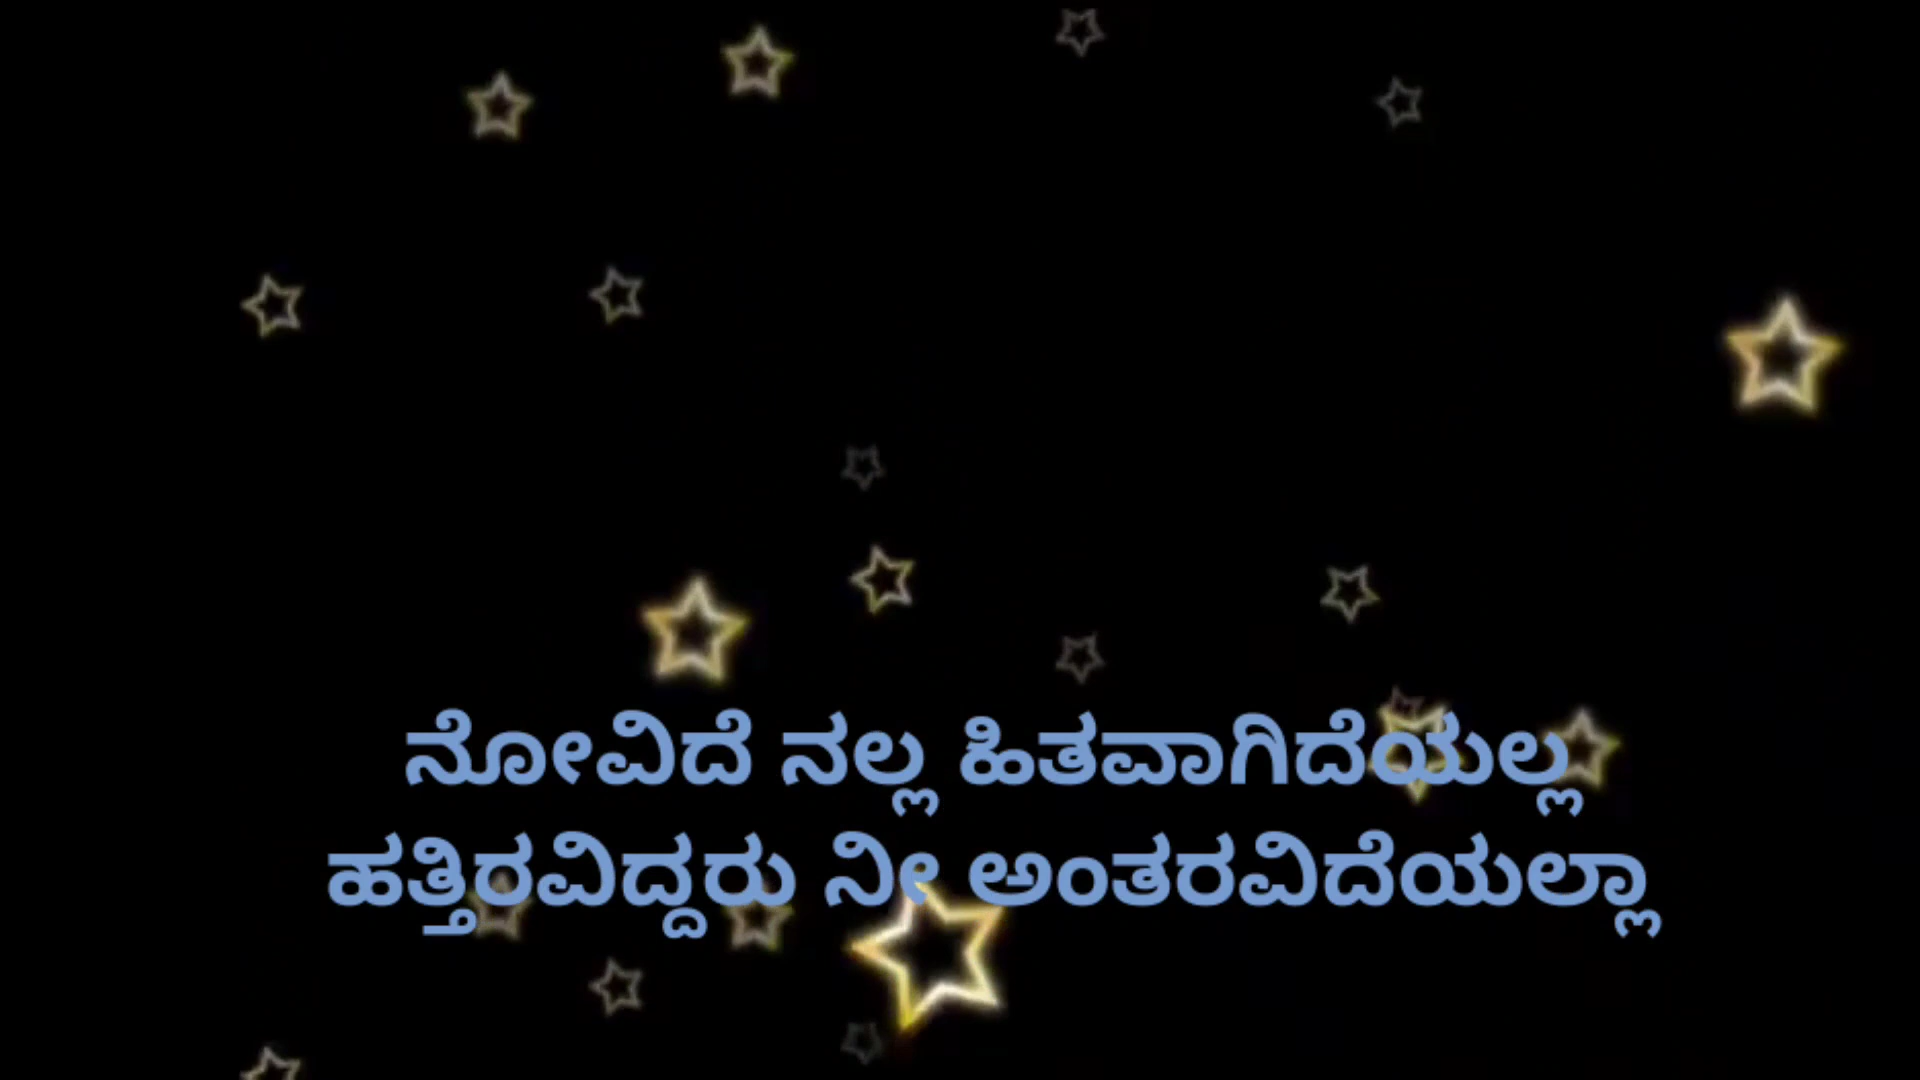 ನೋವಿದೆ ನಲ್ಲ ಹಿತವಾಗಿದೆಯಲ್ಲ
ಹತ್ತಿರವಿದ್ದರು ನೀ ಅಂತರವಿದೆಯಲ್ಲಾ